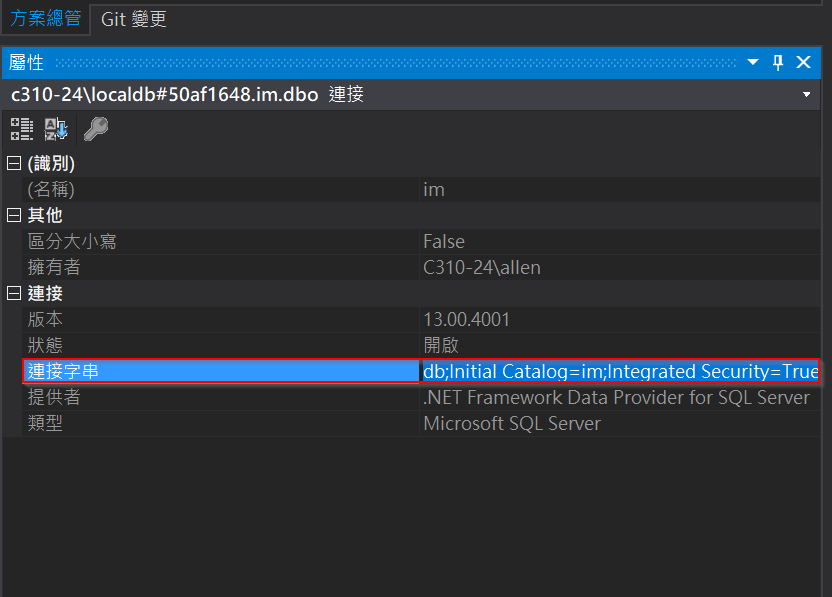 方案總管 Git 變更
屬性
c310-24\localdb#50af1648.im.dbo 連接
(識別)
(名稱) im
其他
區分大小寫 False
擁有者 C310-24\allen
連接
版本 13.00.4001
狀態 開啟
連接字串 db;Initial Catalog=im;Integrated Security=True
提供者 .NET Framework Data Provider for SQL Server
類型 Microsoft SQL Server